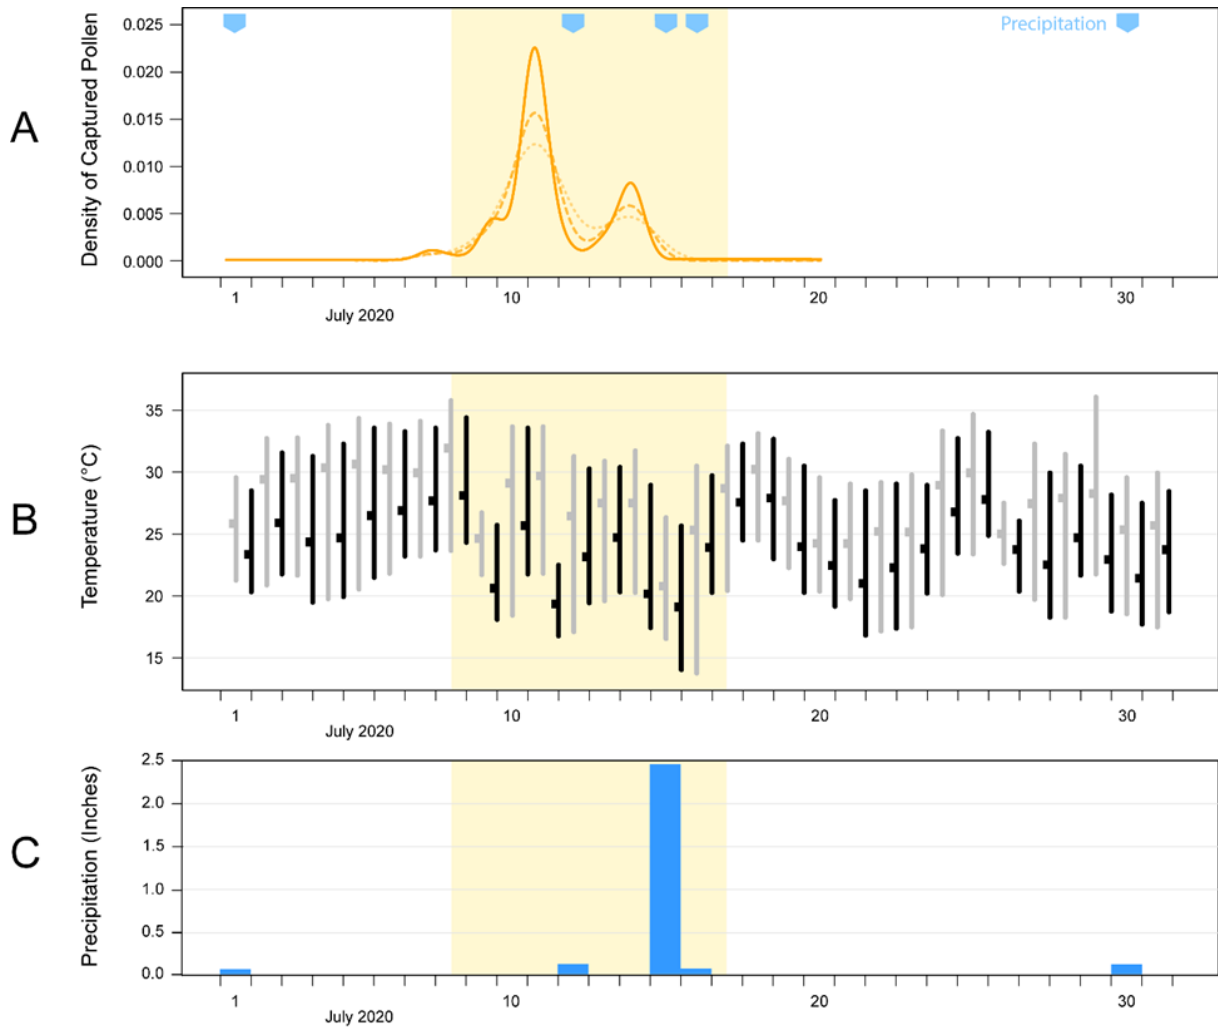 A
Density of Captured Pollen
0.025
0.020
0.015
0.010
0.005
0.000
Precipitation
1
10
20
30
July 2020
B
Temperature (°C)
35
30
25
20
15
1
10
20
30
July 2020
C
Precipitation (Inches)
2.5
2.0
1.5
1.0
0.5
0.0
1
10
20
30
July 2020